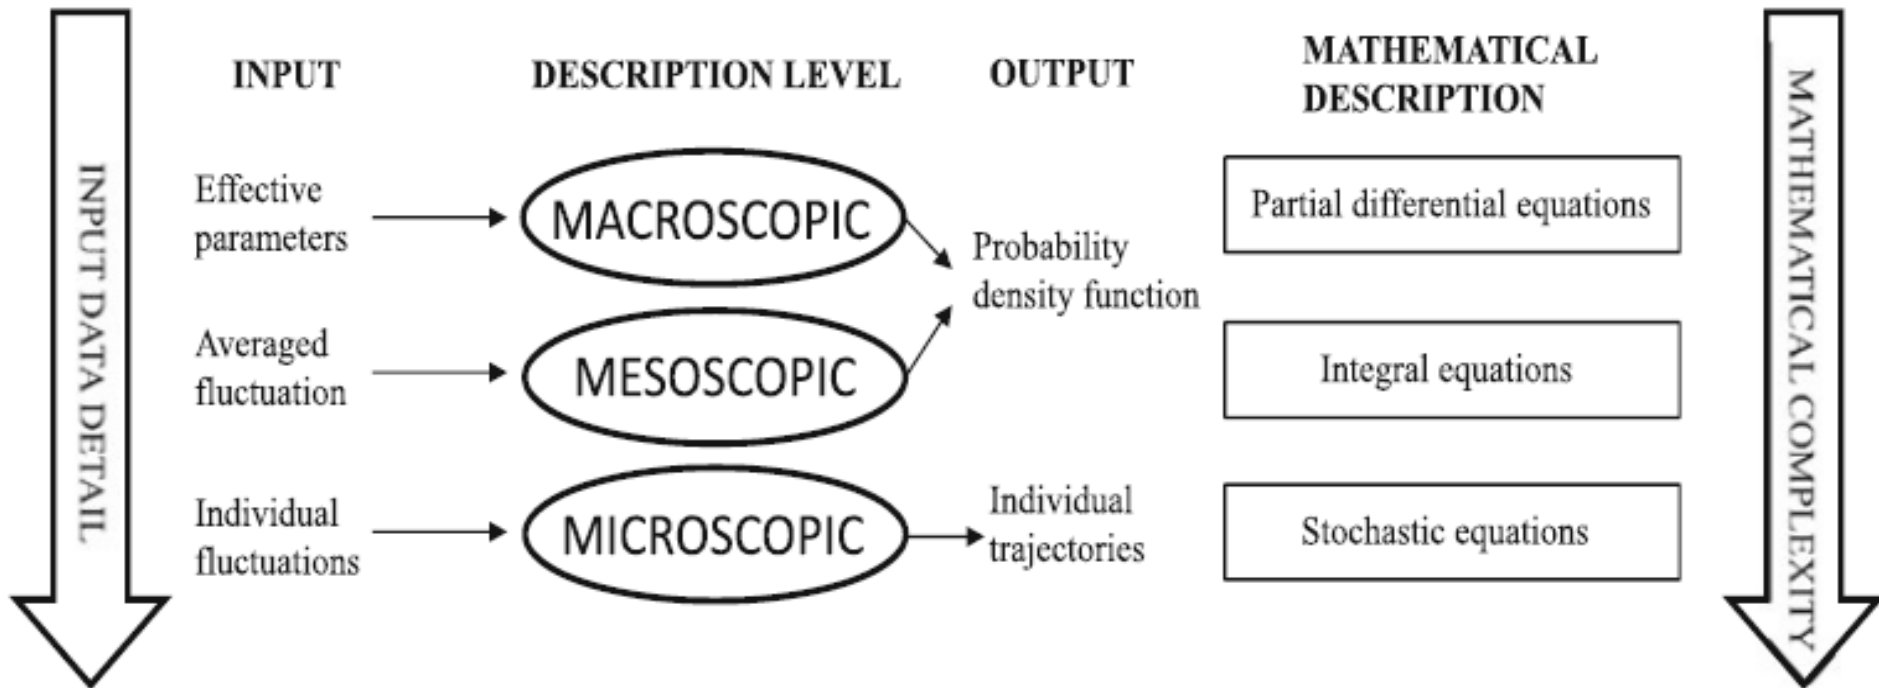 INPUT DATA DETAIL
INPUT
DESCRIPTION LEVEL
OUTPUT
MATHEMATICAL
DESCRIPTION
Effective
parameters
MACROSCOPIC
Probability
density function
Partial differential equations
Averaged
fluctuation
MESOSCOPIC
Integral equations
Individual
fluctuations
MICROSCOPIC
Individual
trajectories
Stochastic equations
MATHEMATICAL COMPLEXITY